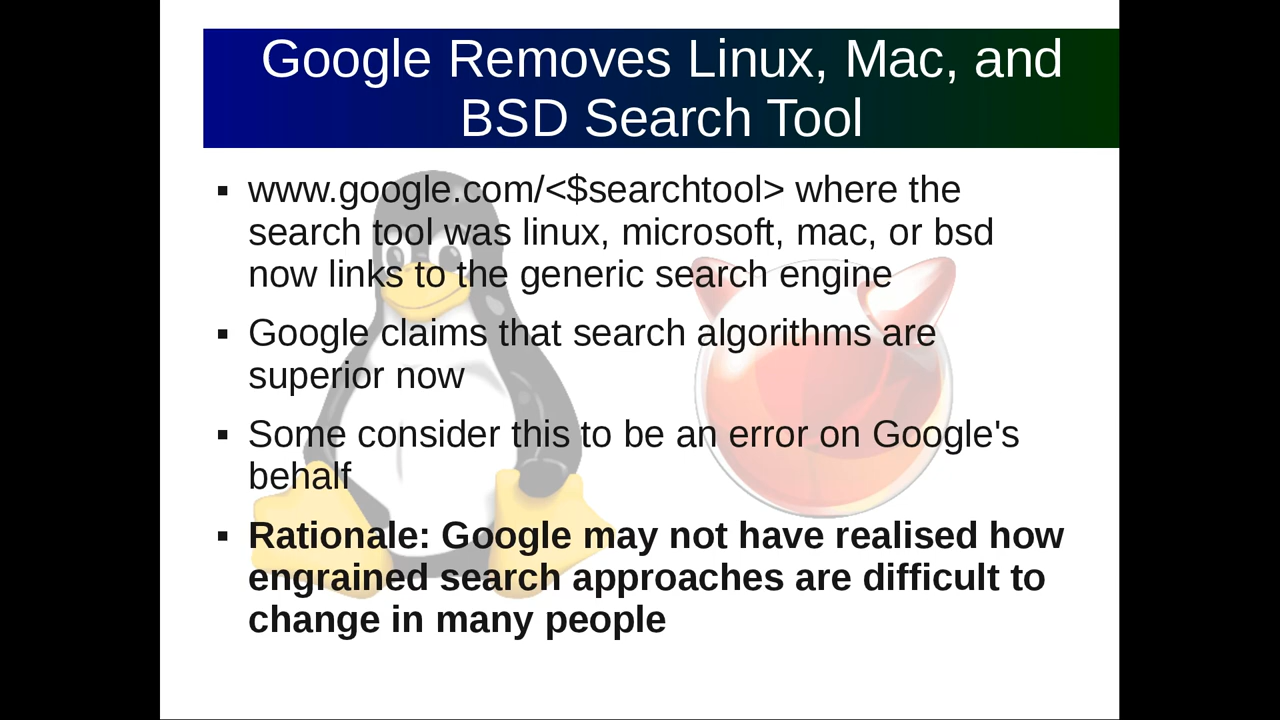 Google Removes Linux, Mac, and
BSD Search Tool
▪ www.google.com/<$searchtool> where the
search tool was linux, microsoft, mac, or bsd
now links to the generic search engine
▪ Google claims that search algorithms are
superior now
▪ Some consider this to be an error on Google's
behalf
▪ Rationale: Google may not have realised how
engrained search approaches are difficult to
change in many people